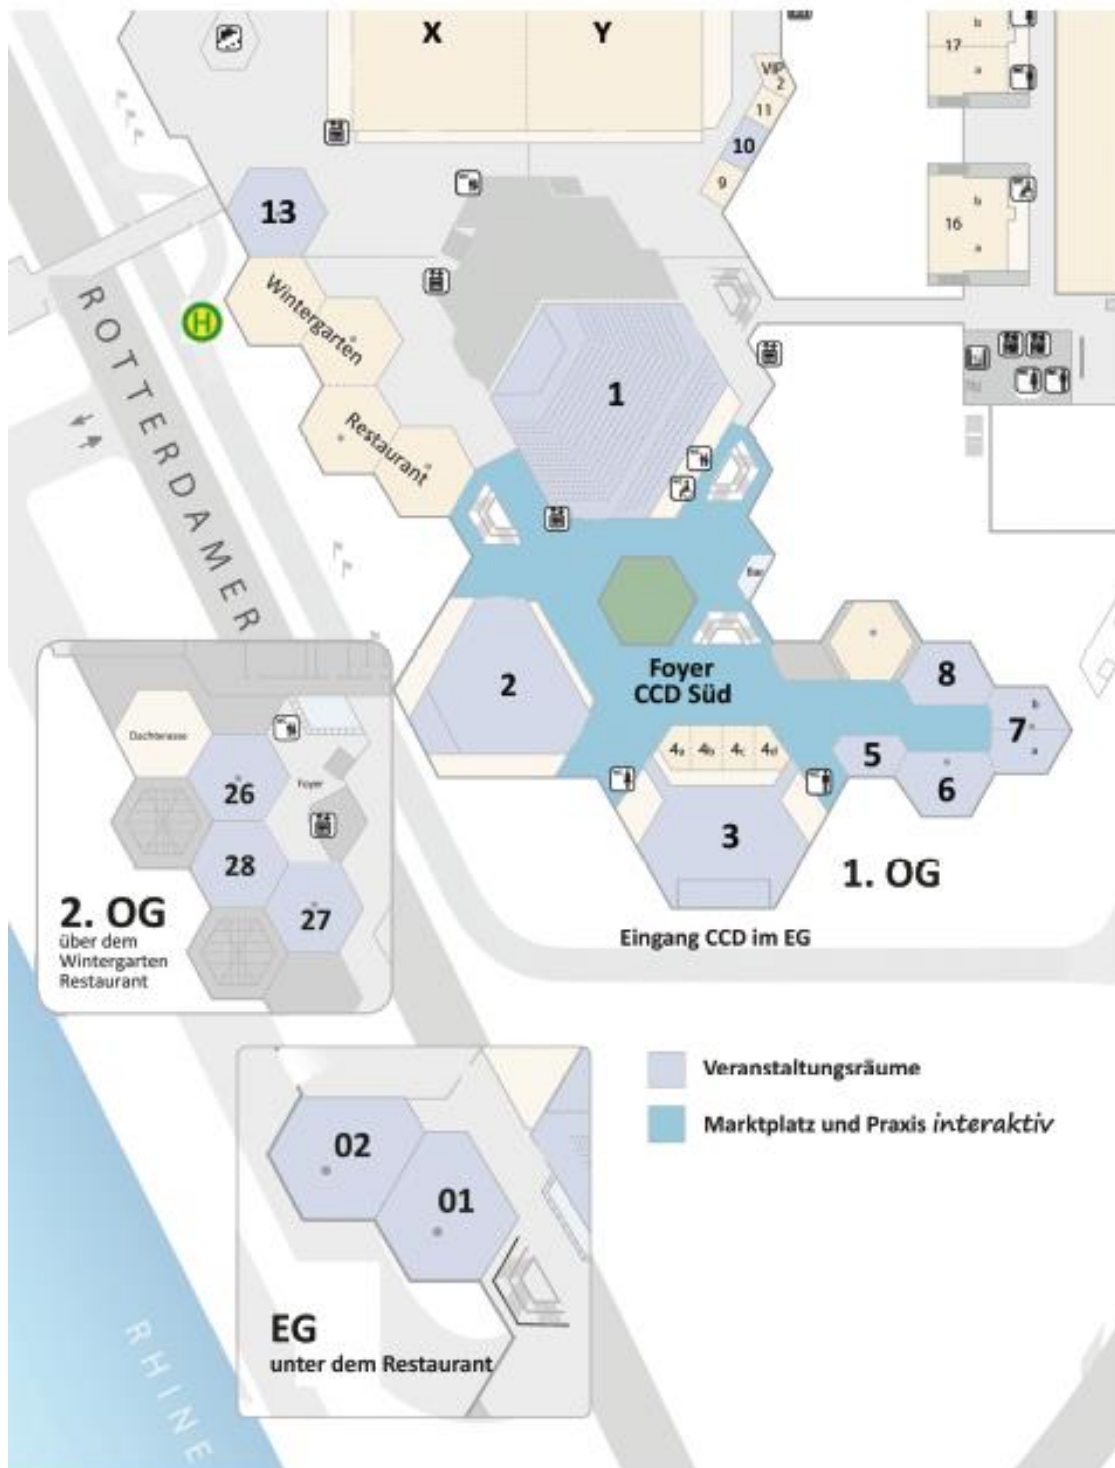 X
Y
b
17
a
VIP
2
11
10
9
13
b
16
a
Wintergarten
H
ROTTERDAMER
1
Restaurant
Bar
Foyer
CCD Süd
2
8
b
7
a
4a
4b
4c
4d
5
6
3
1. OG
Eingang CCD im EG
Dachterasse
26
Foyer
28
27
2. OG
über dem
Wintergarten
Restaurant
Veranstaltungsräume
Marktplatz und Praxis interaktiv
02
01
EG
unter dem Restaurant
RHINE